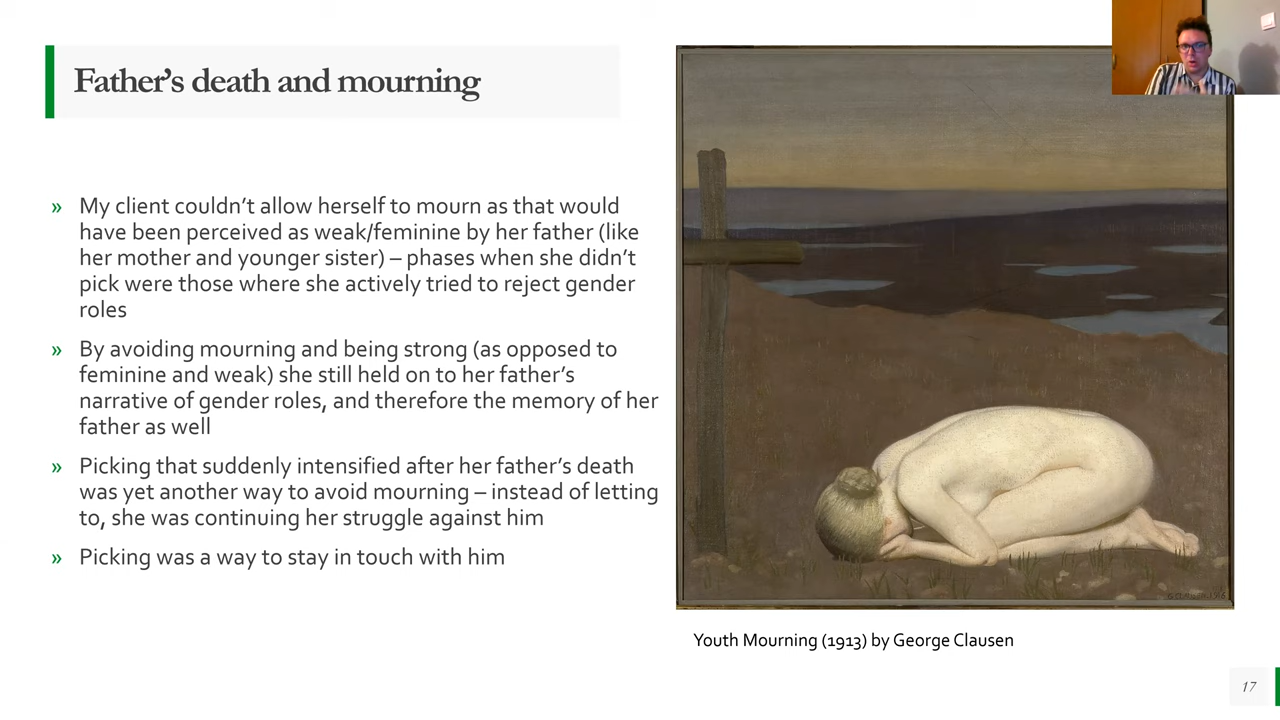 Father's death and mourning
» My client couldn't allow herself to mourn as that would
have been perceived as weak/feminine by her father (like
her mother and younger sister) – phases when she didn't
pick were those where she actively tried to reject gender
roles
» By avoiding mourning and being strong (as opposed to
feminine and weak) she still held on to her father's
narrative of gender roles, and therefore the memory of her
father as well
» Picking that suddenly intensified after her father's death
was yet another way to avoid mourning – instead of letting
to, she was continuing her struggle against him
» Picking was a way to stay in touch with him
Youth Mourning (1913) by George Clausen
17